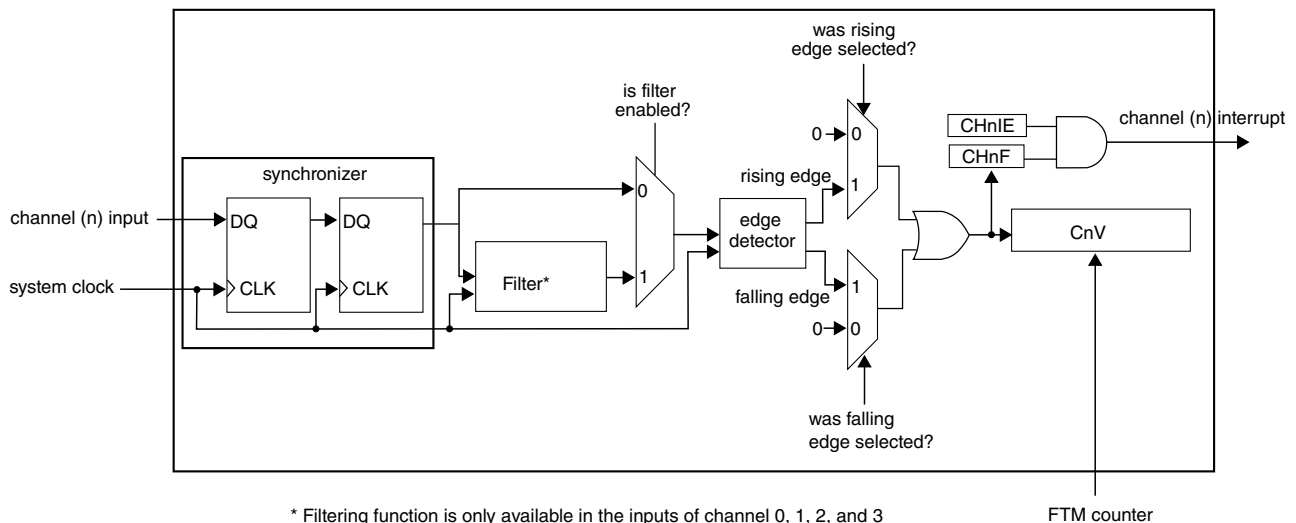 was rising
edge selected?
is filter
enabled?
synchronizer
channel (n) input
DQ
DQ
system clock
CLK
CLK
Filter*
0
1
edge
detector
rising edge
falling edge
0
0
1
1
0
0
was falling
edge selected?
CHnIE
CHnF
channel (n) interrupt
CnV
* Filtering function is only available in the inputs of channel 0, 1, 2, and 3
FTM counter